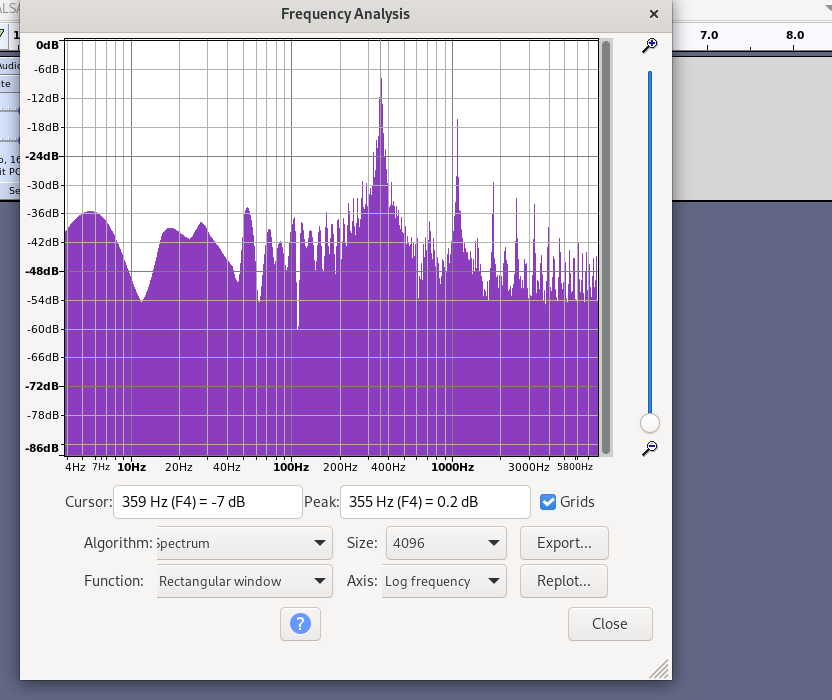 Frequency Analysis
7.0 8.0
0dB
-6dB
-12dB
-18dB
-24dB
-30dB
-36dB
-42dB
-48dB
-54dB
-60dB
-66dB
-72dB
-78dB
-86dB
4Hz 7Hz 10Hz 20Hz 40Hz 100Hz 200Hz 400Hz 1000Hz 3000Hz 5800Hz
Cursor: 359 Hz (F4) = -7 dB Peak: 355 Hz (F4) = 0.2 dB Grids
Algorithm: Spectrum Size: 4096 Export...
Function: Rectangular window Axis: Log frequency Replot...
? Close